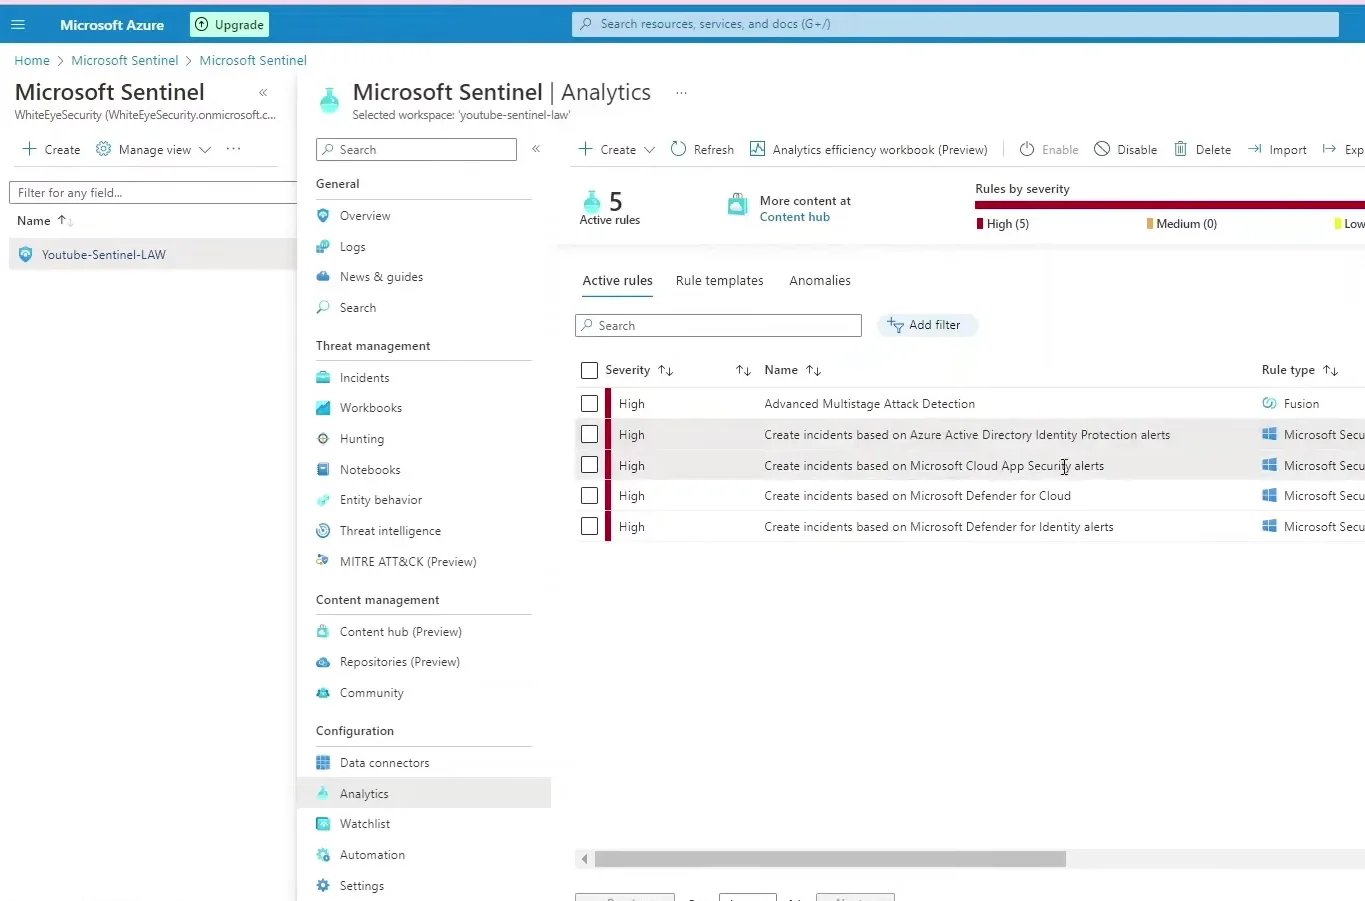 Microsoft Azure
Upgrade
Search resources, services, and docs (G+/)
Home > Microsoft Sentinel > Microsoft Sentinel
Microsoft Sentinel
WhiteEyeSecurity (WhiteEyeSecurity.onmicrosoft.c...
Create Manage view ...
Filter for any field...
Name
Youtube-Sentinel-LAW
Microsoft Sentinel | Analytics ...
Selected workspace: 'youtube-sentinel-law'
Search
General
Overview
Logs
News & guides
Search
Threat management
Incidents
Workbooks
Hunting
Notebooks
Entity behavior
Threat intelligence
MITRE ATT&CK (Preview)
Content management
Content hub (Preview)
Repositories (Preview)
Community
Configuration
Data connectors
Analytics
Watchlist
Automation
Settings
Create Refresh Analytics efficiency workbook (Preview) Enable Disable Delete Import Exp
5
Active rules
More content at
Content hub
Rules by severity
High (5) Medium (0) Low
Active rules Rule templates Anomalies
Search
Add filter
Severity Name Rule type
High Advanced Multistage Attack Detection Fusion
High Create incidents based on Azure Active Directory Identity Protection alerts Microsoft Secu
High Create incidents based on Microsoft Cloud App Security alerts Microsoft Secu
High Create incidents based on Microsoft Defender for Cloud Microsoft Secu
High Create incidents based on Microsoft Defender for Identity alerts Microsoft Secu